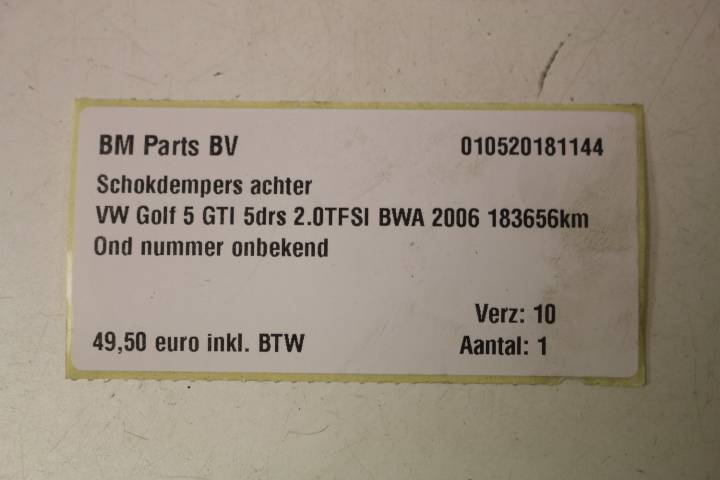 BM Parts BV 010520181144
Schokdempers achter
VW Golf 5 GTI 5drs 2.0TFSI BWA 2006 183656km
Ond nummer onbekend
Verz: 10
49,50 euro inkl. BTW Aantal: 1